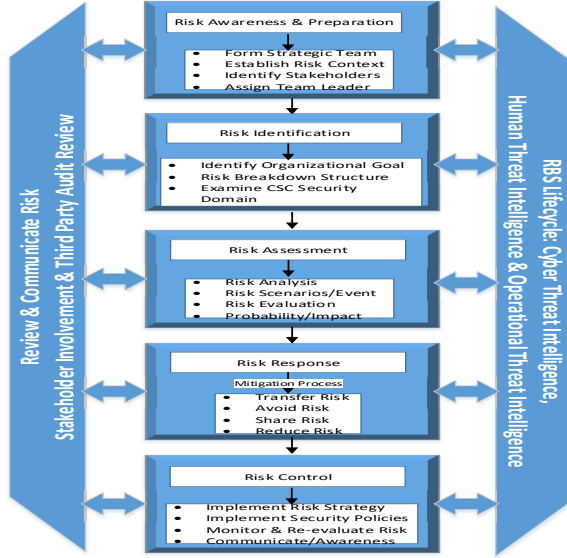 Review & Communicate Risk
Stakeholder Involvement & Third Party Audit Review
Risk Awareness & Preparation
• Form Strategic Team
• Establish Risk Context
• Identify Stakeholders
• Assign Team Leader
Risk Identification
• Identify Organizational Goal
• Risk Breakdown Structure
• Examine CSC Security
Domain
Risk Assessment
• Risk Analysis
• Risk Scenarios/Event
• Risk Evaluation
• Probability/Impact
Risk Response
Mitigation Process
• Transfer Risk
• Avoid Risk
• Share Risk
• Reduce Risk
Risk Control
• Implement Risk Strategy
• Implement Security Policies
• Monitor & Re-evaluate Risk
• Communicate/Awareness
RBS Lifecycle: Cyber Threat Intelligence,
Human Threat Intelligence & Operational Threat Intelligence